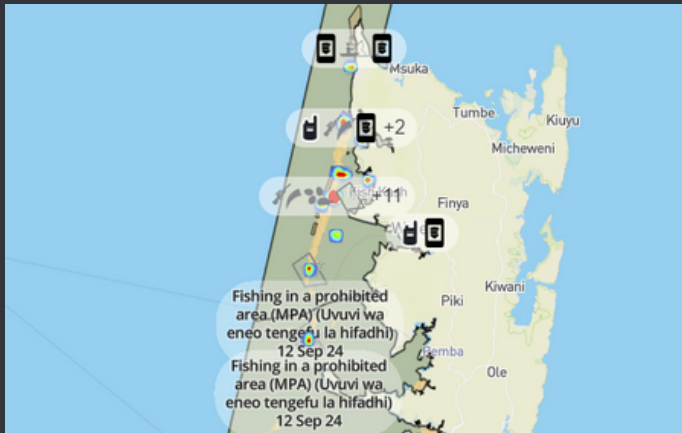 Msuka
Tumbe
Kiuyu
+2
Micheweni
+11
Finya
Kiwani
Fishing in a prohibited
area (MPA) (Uvuvi wa
eneo tengefu la hifadhi)
12 Sep 24
Piki
Pemba
Fishing in a prohibited
area (MPA) (Uvuvi wa
eneo tengefu la hifadhi)
12 Sep 24
Ole